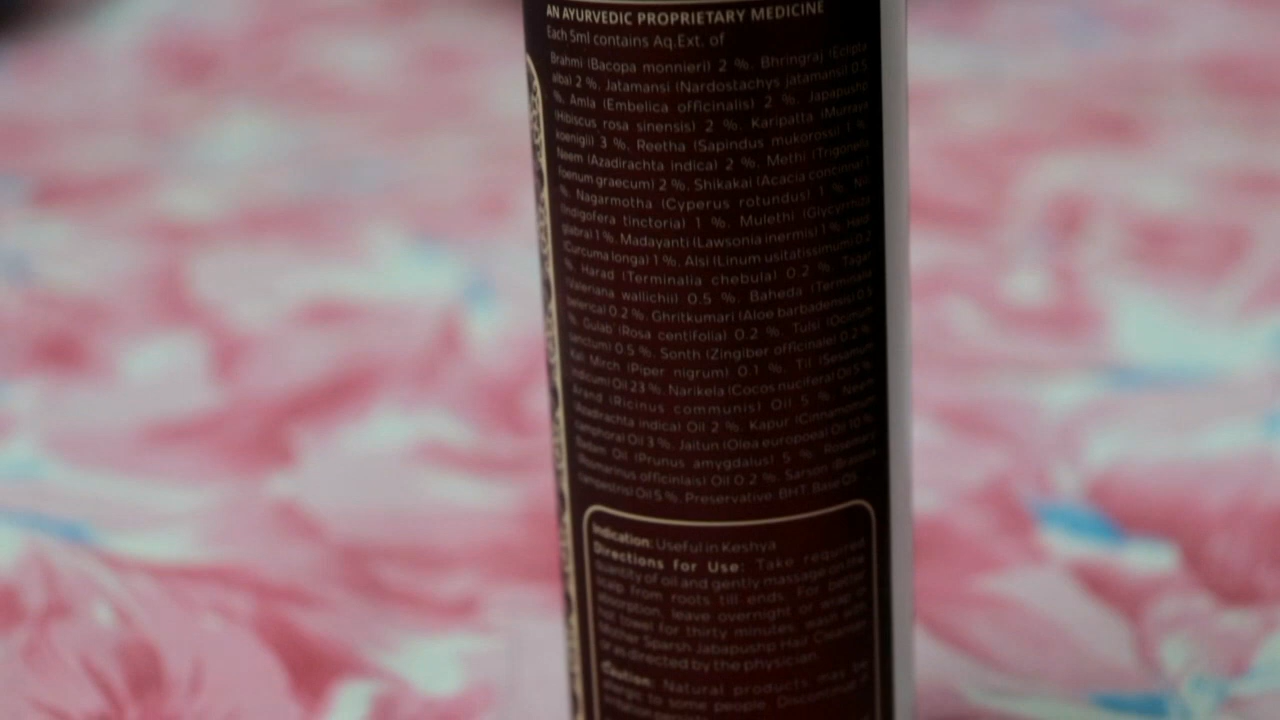 AN AYURVEDIC PROPRIETARY MEDICINE
Each 5ml contains Aq.Ext. of
Brahmi (Bacopa monnieri) 2 %. Bhringraj (Eclipta
alba) 2 %. Jatamansi (Nardostachys jatamansi) 0.5
%. Amla (Embelica officinalis) 2 %. Japapushp
(Hibiscus rosa sinensis) 2 %. Karipatta (Murraya
koenigii) 3 %. Reetha (Sapindus mukorossi) 1 %.
Neem (Azadirachta indica) 2 %. Methi (Trigonella
foenum graecum) 2 %. Shikakai (Acacia concinna)
%. Nagarmotha (Cyperus rotundus) 1 %.
(Indigofera tinctoria) 1 %. Mulethi (Glycyrrhiza
glabra) 1 %. Madayanti (Lawsonia inermis) 1 %.
(Curcuma longa) 1 %. Alsi (Linum usitatissimum) 0.2
%. Harad (Terminalia chebula) 0.2 %. Tagar
(Valeriana wallichii) 0.5 %. Baheda (Terminalia
belerica) 0.2 %. Ghritkumari (Aloe barbadensis) 0.5
%. Gulab (Rosa centifolia) 0.2 %. Tulsi (Ocimum
sanctum) 0.5 %. Sonth (Zingiber officinale) 0.2 %.
Kali Mirch (Piper nigrum) 0.1 %. Til (Sesamum
indicum) Oil 23 %. Narikela (Cocos nucifera) Oil 5 %.
Arand (Ricinus communis) Oil 5 %. Neem
(Azadirachta indica) Oil 2 %. Kapur (Cinnamomum
camphora) Oil 3 %. Jaitun (Olea europoea) Oil 10 %.
Badam Oil (Prunus amygdalus) 5 %. Rosemary
(Rosmarinus officinlais) Oil 0.2 %. Sarson (Brassica
campestris) Oil 5 %. Preservative: BHT: Base QS
Indication: Useful in Keshya
Directions for Use: Take required
quantity of oil and gently massage on the
scalp from roots till ends. For better
absorption, leave overnight or wrap in
hot towel for thirty minutes, wash with
Mother Sparsh Jabapushp Hair Cleanser
or as directed by the physician.
Caution: Natural products may be
allergic to some people. Discontinue if